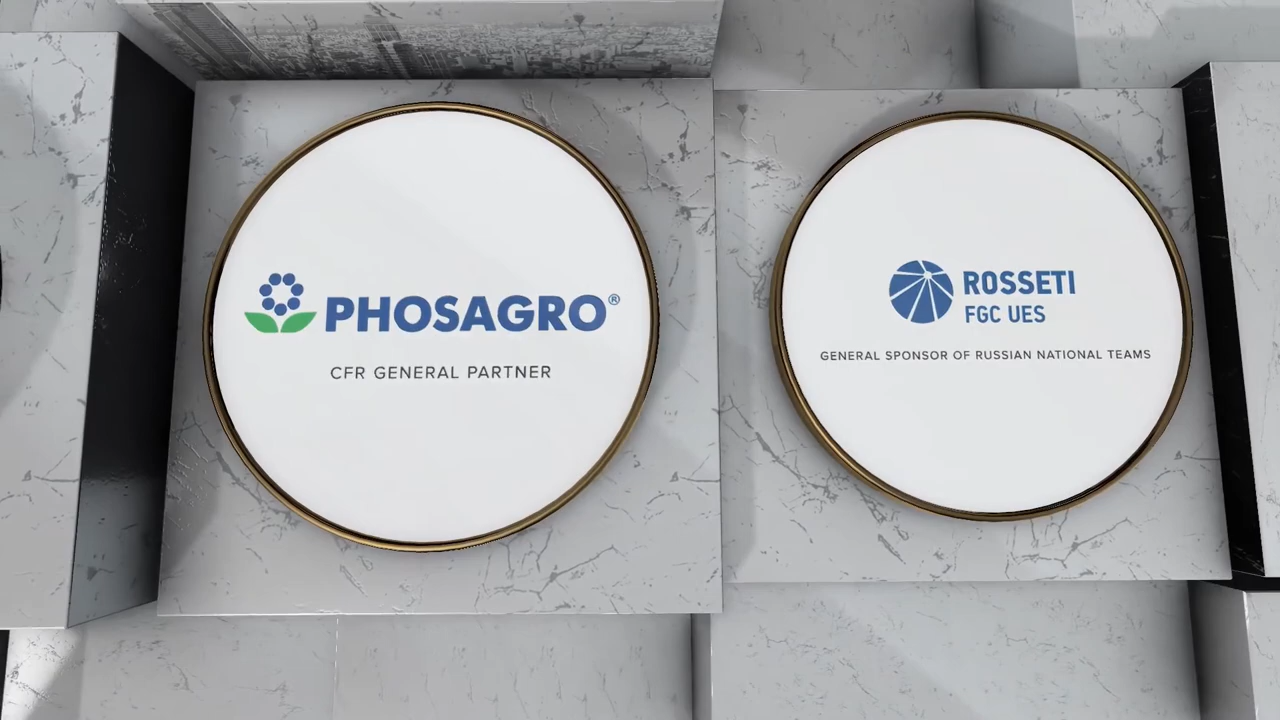 PHOSAGRO®
CFR GENERAL PARTNER
ROSSETI
FGC UES
GENERAL SPONSOR OF RUSSIAN NATIONAL TEAMS